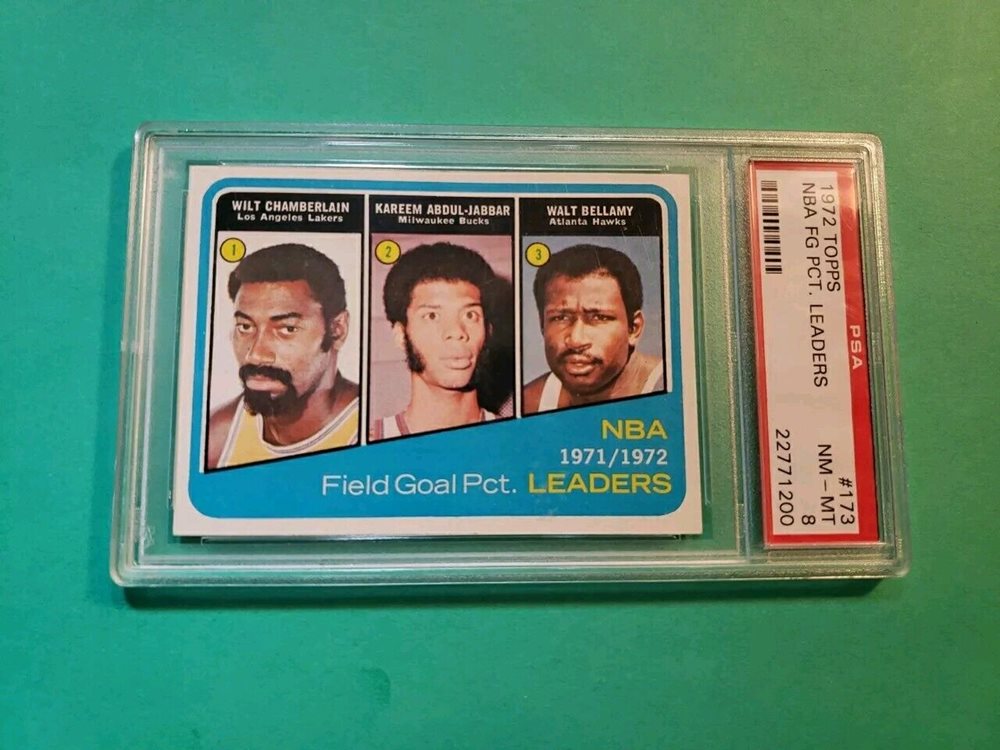 WILT CHAMBERLAIN
Los Angeles Lakers
1
KAREEM ABDUL-JABBAR
Milwaukee Bucks
2
WALT BELLAMY
Atlanta Hawks
3
NBA
1971/1972
Field Goal Pct. LEADERS
1972 TOPPS #173
NBA FG PCT. LEADERS NM - MT
8
22771200
PSA